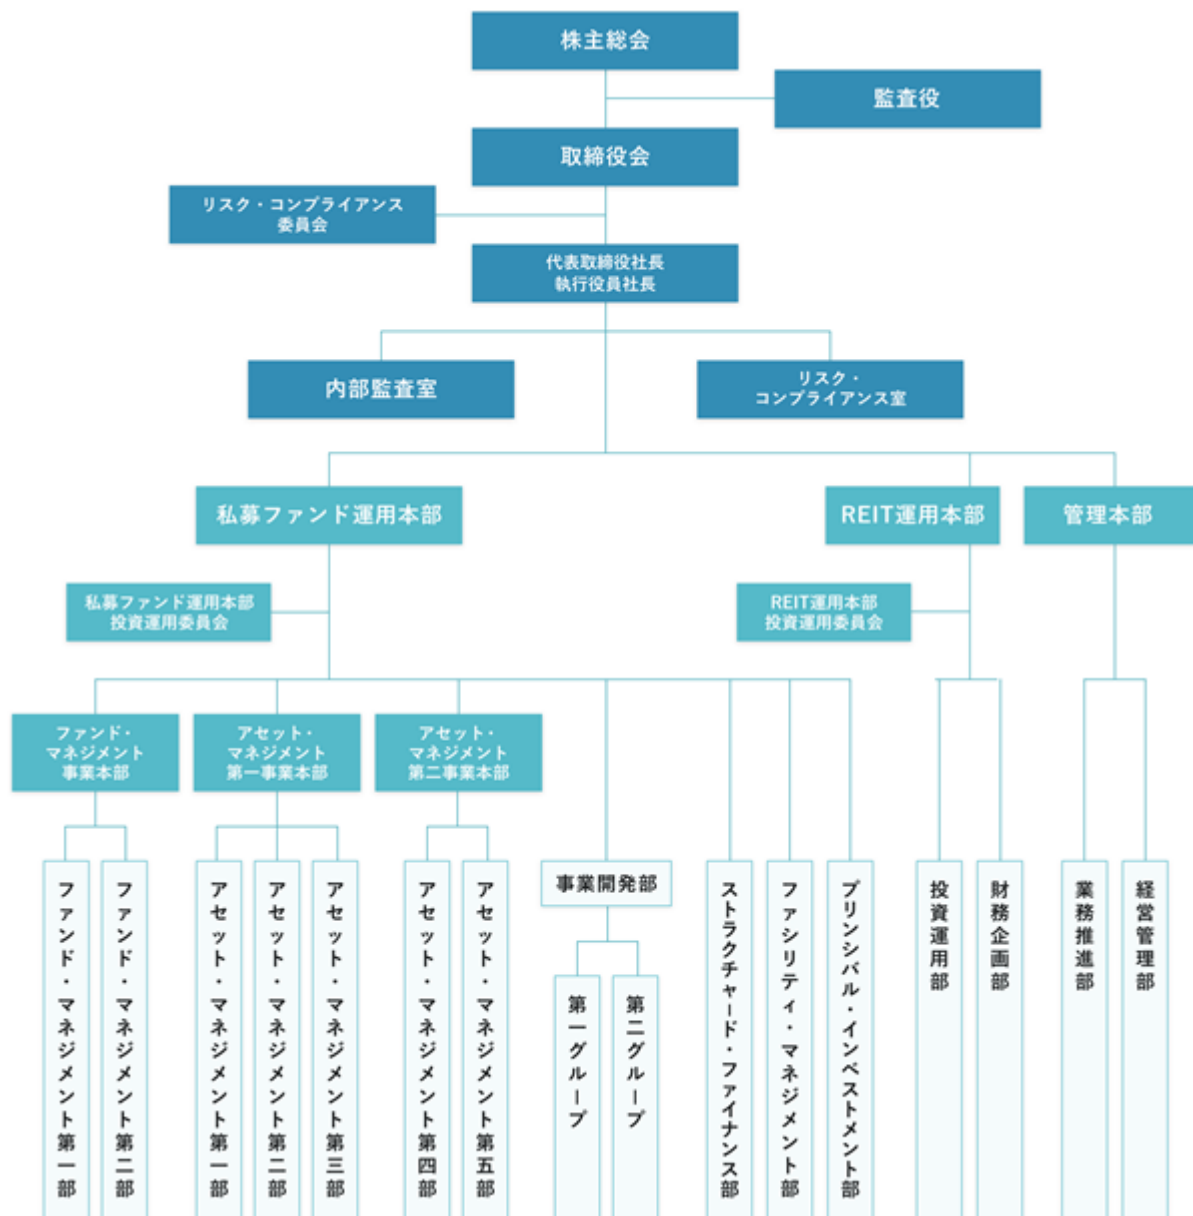 株主総会
監査役
取締役会
リスク・コンプライアンス
委員会
代表取締役社長
執行役員社長
内部監査室
リスク・
コンプライアンス室
私募ファンド運用本部
REIT運用本部
管理本部
私募ファンド運用本部
投資運用委員会
REIT運用本部
投資運用委員会
ファンド・
マネジメント
事業本部
アセット・
マネジメント
第一事業本部
アセット・
マネジメント
第二事業本部
ファンド・マネジメント第一部
ファンド・マネジメント第二部
アセット・マネジメント第一部
アセット・マネジメント第二部
アセット・マネジメント第三部
アセット・マネジメント第四部
アセット・マネジメント第五部
事業開発部
第一グループ
第二グループ
ストラクチャード・ファイナンス部
ファシリティ・マネジメント部
プリンシパル・インベストメント部
投資運用部
財務企画部
業務推進部
経営管理部